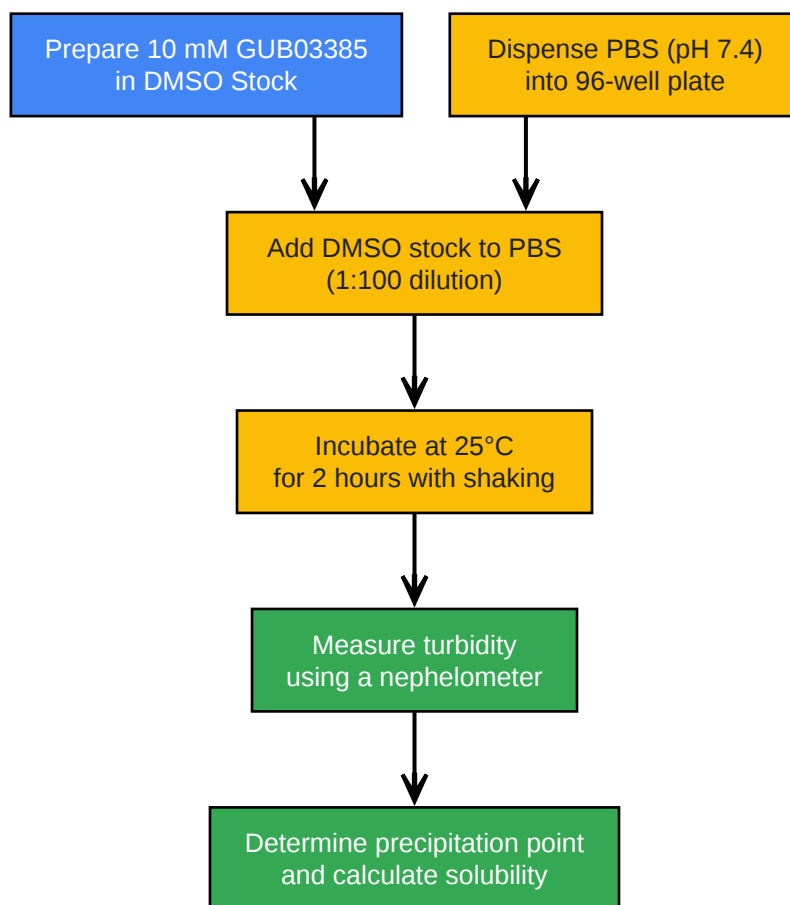 Prepare 10 mM GUB03385
in DMSO Stock
Dispense PBS (pH 7.4)
into 96-well plate
Add DMSO stock to PBS
(1:100 dilution)
Incubate at 25°C
for 2 hours with shaking
Measure turbidity
using a nephelometer
Determine precipitation point
and calculate solubility